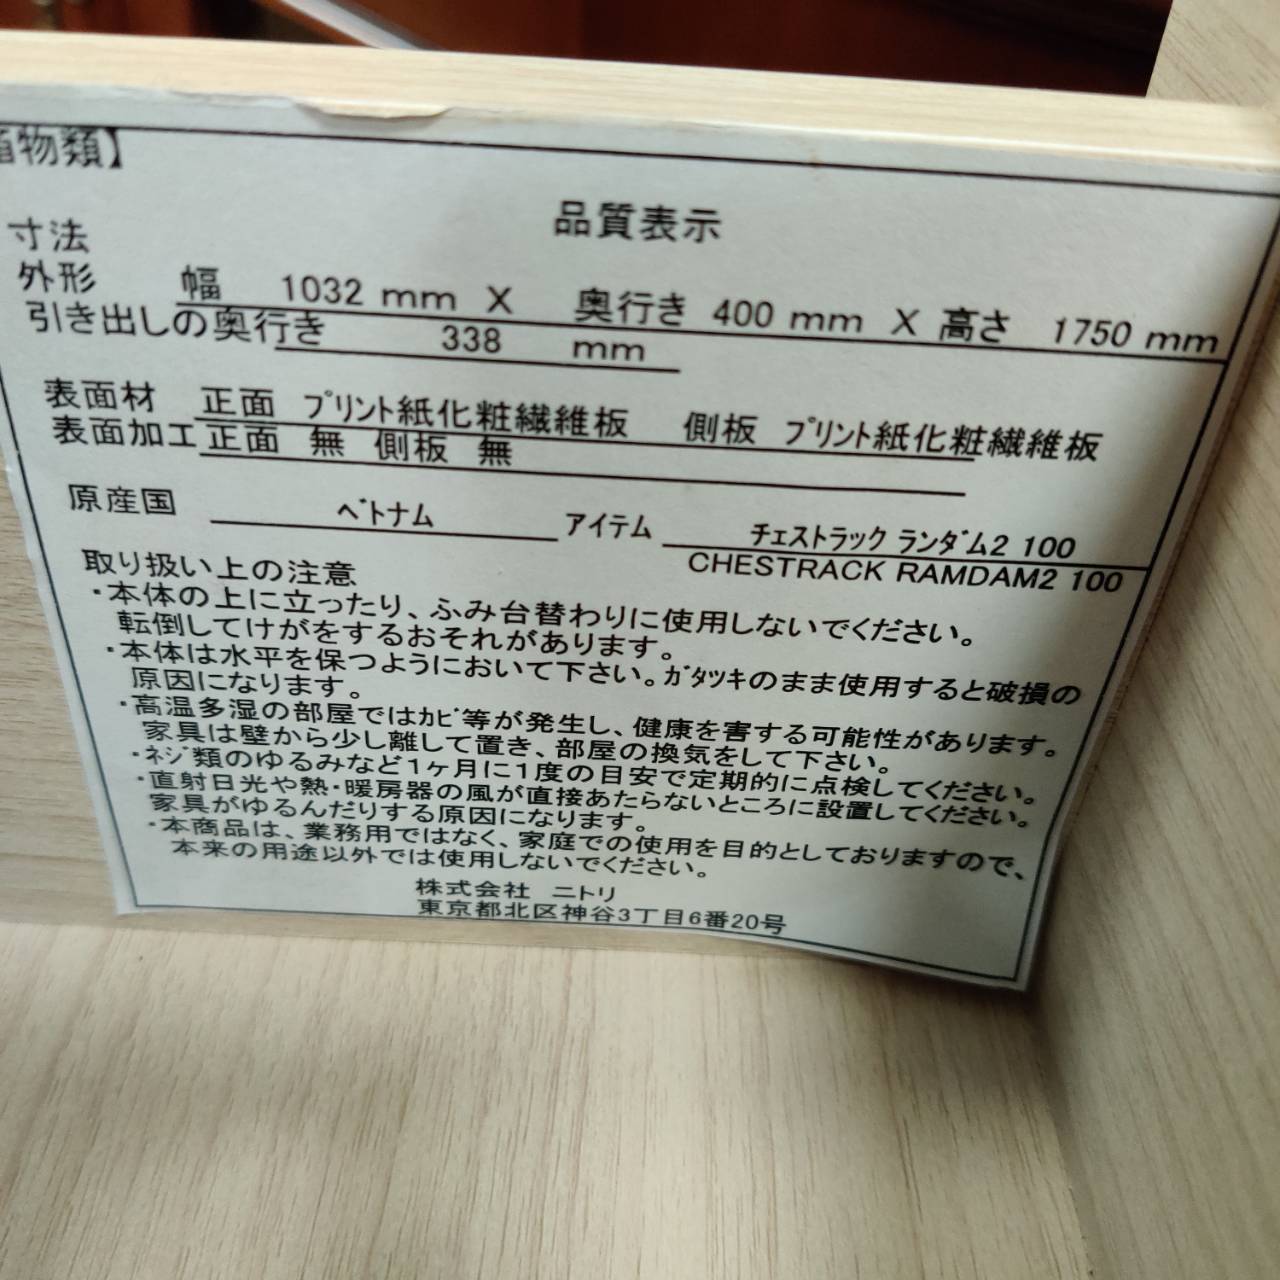 物類】
品質表示
寸法
外形 幅 1032 mm X 奥行き 400 mm X 高さ 1750 mm
引き出しの奥行き 338 mm
表面材 正面 プリント紙化粧繊維板 側板 プリント紙化粧繊維板
表面加工 正面 無 側板 無
原産国 ベトナム アイテム チェストラック ランダム2 100
CHESTRACK RAMDAM2 100
取り扱い上の注意
・本体の上に立ったり、ふみ台替わりに使用しないでください。
転倒してけがをするおそれがあります。
・本体は水平を保つようにおいて下さい。ガタツキのまま使用すると破損の
原因になります。
・高温多湿の部屋ではカビ等が発生し、健康を害する可能性があります。
家具は壁から少し離して置き、部屋の換気をして下さい。
・ネジ類のゆるみなど1ヶ月に1度の目安で定期的に点検してください。
・直射日光や熱・暖房器の風が直接あたらないところに設置してください。
家具がゆるんだりする原因になります。
・本商品は、業務用ではなく、家庭での使用を目的としておりますので、
本来の用途以外では使用しないでください。
株式会社 ニトリ
東京都北区神谷3丁目6番20号